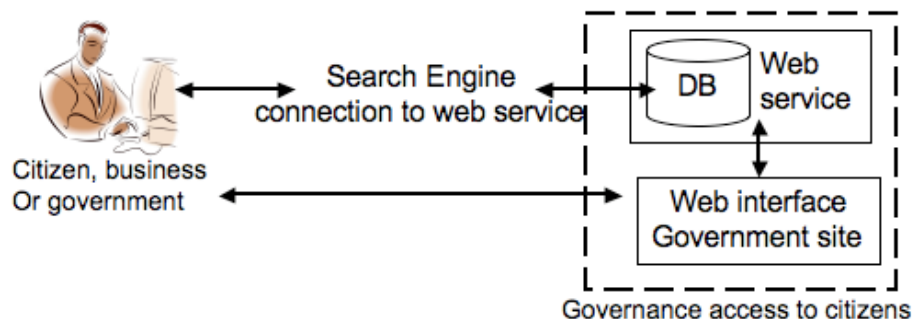 Search Engine
connection to web service
DB
Web
service
Citizen, business
Or government
Web interface
Government site
Governance access to citizens